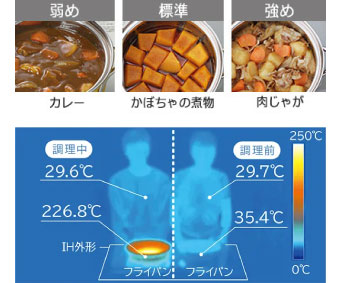 弱め 標準 強め
カレー かぼちゃの煮物 肉じゃが
調理中 調理前 250℃
29.6℃ 29.7℃
226.8℃ 35.4℃
IH外形
フライパン フライパン 0℃